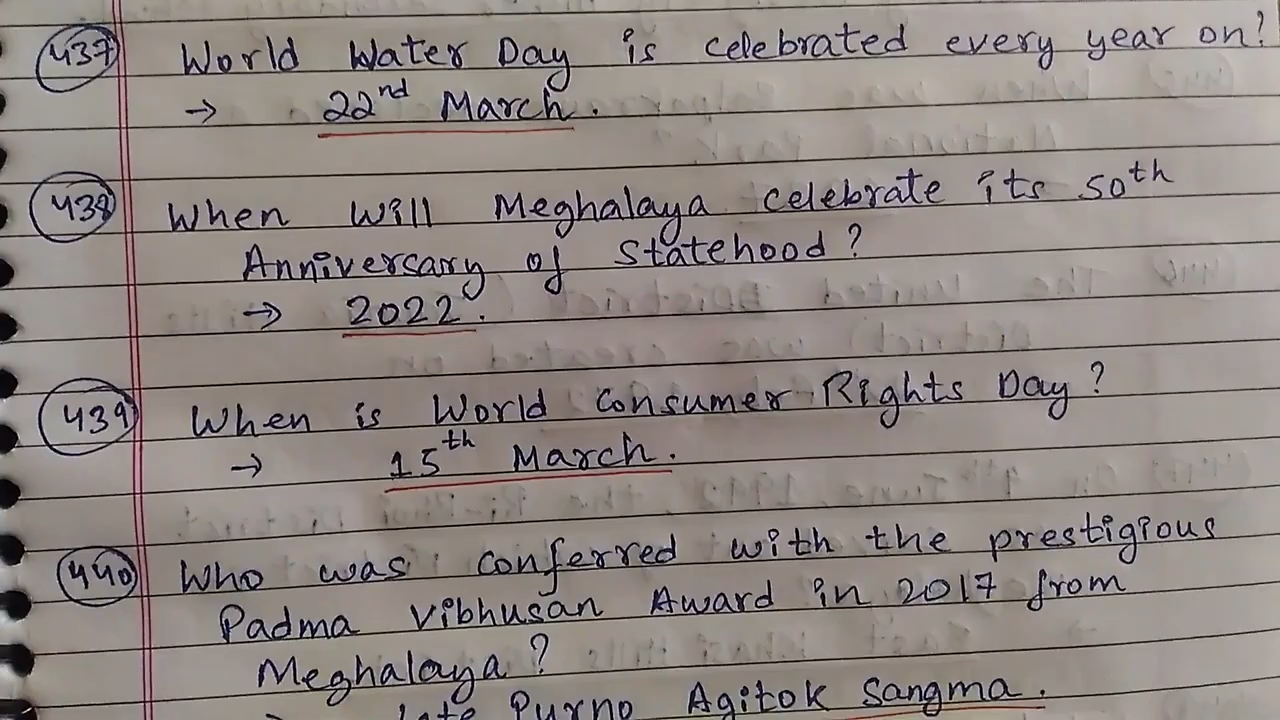 437 World Water Day is celebrated every year on?
→ 22nd March.
438 When will Meghalaya celebrate its 50th
Anniversary of Statehood?
→ 2022.
439 When is World Consumer Rights Day?
→ 15th March.
440 Who was conferred with the prestigious
Padma Vibhusan Award in 2017 from
Meghalaya?
→ Late Purno Agitok Sangma.